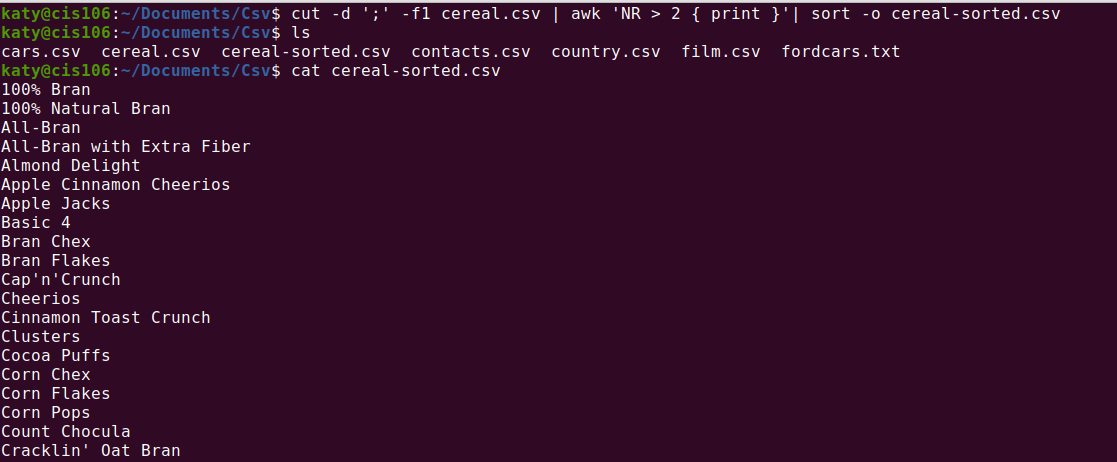 katy@cis106:~/Documents/Csv$ cut -d ';' -f1 cereal.csv | awk 'NR > 2 { print }'| sort -o cereal-sorted.csv
katy@cis106:~/Documents/Csv$ ls
cars.csv  cereal.csv  cereal-sorted.csv  contacts.csv  country.csv  film.csv  fordcars.txt
katy@cis106:~/Documents/Csv$ cat cereal-sorted.csv
100% Bran
100% Natural Bran
All-Bran
All-Bran with Extra Fiber
Almond Delight
Apple Cinnamon Cheerios
Apple Jacks
Basic 4
Bran Chex
Bran Flakes
Cap'n'Crunch
Cheerios
Cinnamon Toast Crunch
Clusters
Cocoa Puffs
Corn Chex
Corn Flakes
Corn Pops
Count Chocula
Cracklin' Oat Bran